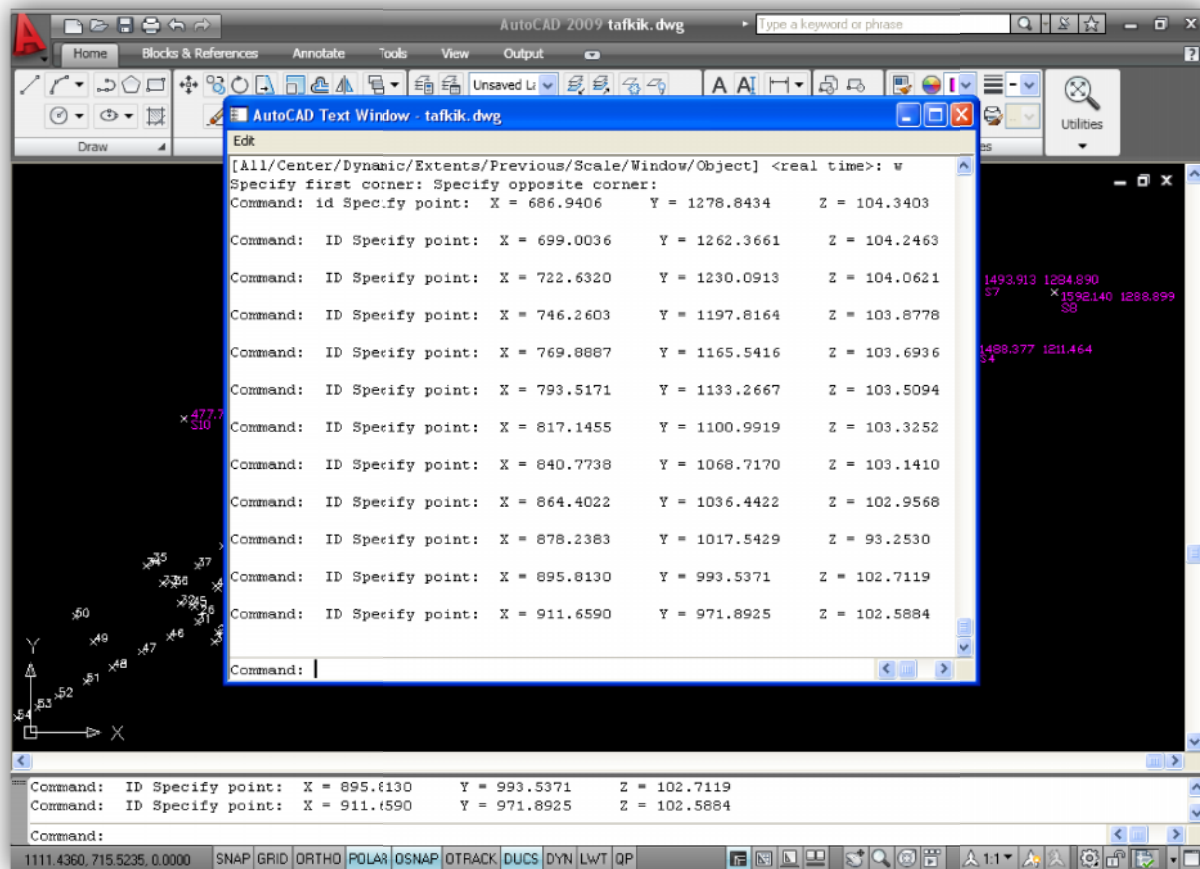 AutoCAD 2009 tafkik.dwg
Type a keyword or phrase
Home Blocks & References Annotate Tools View Output
Unsaved La
Utilities
Draw
AutoCAD Text Window - tafkik.dwg
Edit
[All/Center/Dynamic/Extents/Previous/Scale/Window/Object] <real time>: w
Specify first corner: Specify opposite corner:
Command: id Specify point: X = 686.9406 Y = 1278.8434 Z = 104.3403
Command: ID Specify point: X = 699.0036 Y = 1262.3661 Z = 104.2463
Command: ID Specify point: X = 722.6320 Y = 1230.0913 Z = 104.0621
Command: ID Specify point: X = 746.2603 Y = 1197.8164 Z = 103.8778
Command: ID Specify point: X = 769.8887 Y = 1165.5416 Z = 103.6936
Command: ID Specify point: X = 793.5171 Y = 1133.2667 Z = 103.5094
Command: ID Specify point: X = 817.1455 Y = 1100.9919 Z = 103.3252
Command: ID Specify point: X = 840.7738 Y = 1068.7170 Z = 103.1410
Command: ID Specify point: X = 864.4022 Y = 1036.4422 Z = 102.9568
Command: ID Specify point: X = 878.2383 Y = 1017.5429 Z = 93.2530
Command: ID Specify point: X = 895.8130 Y = 993.5371 Z = 102.7119
Command: ID Specify point: X = 911.6590 Y = 971.8925 Z = 102.5884
Command:
1493.913 1284.890
S7
1592.140 1288.899
S8
1488.377 1211.464
S4
477.7
S10
35
37
50
49
46
47
48
51
52
53
54
31
Y
X
Command: ID Specify point: X = 895.8130 Y = 993.5371 Z = 102.7119
Command: ID Specify point: X = 911.6590 Y = 971.8925 Z = 102.5884
Command:
1111.4360, 715.5235, 0.0000 SNAP GRID ORTHO POLAR OSNAP OTRACK DUCS DYN LWT QP 1:1